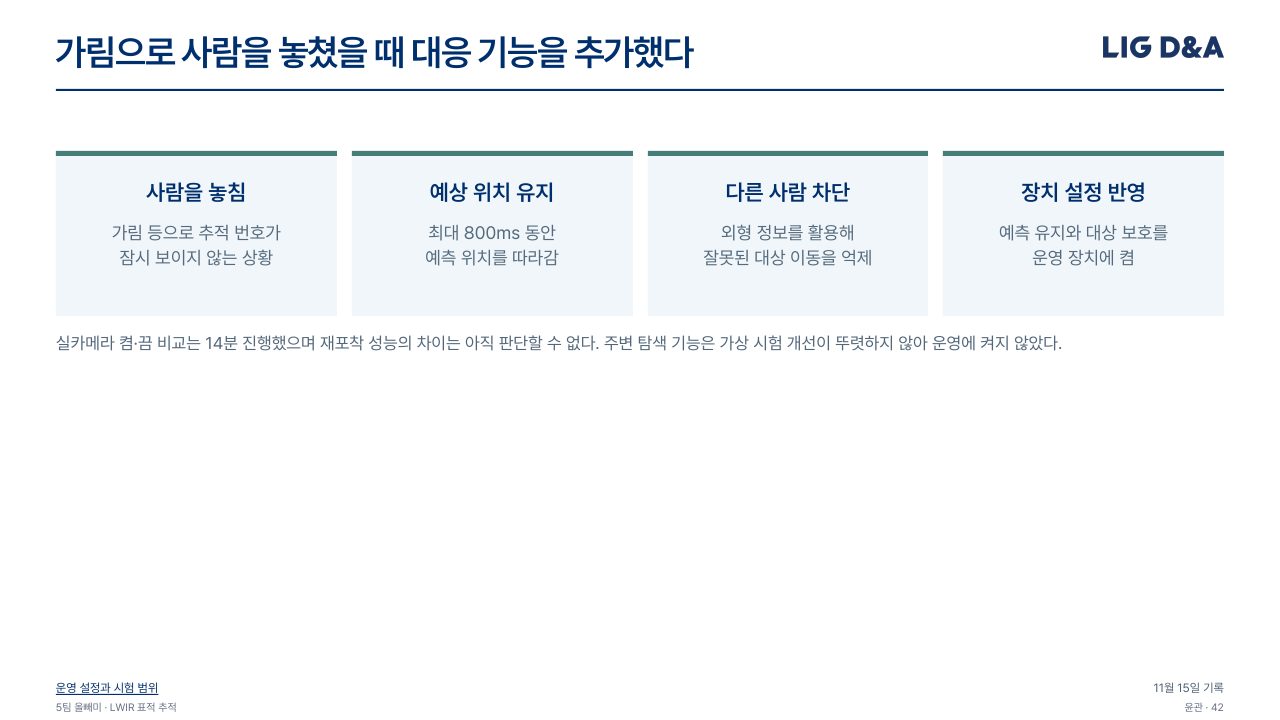 가림으로 사람을 놓쳤을 때 대응 기능을 추가했다
LIG D&A
사람을 놓침
가림 등으로 추적 번호가
잠시 보이지 않는 상황
예상 위치 유지
최대 800ms 동안
예측 위치를 따라감
다른 사람 차단
외형 정보를 활용해
잘못된 대상 이동을 억제
장치 설정 반영
예측 유지와 대상 보호를
운영 장치에 켬
실카메라 켬·끔 비교는 14분 진행했으며 재포착 성능의 차이는 아직 판단할 수 없다. 주변 탐색 기능은 가상 시험 개선이 뚜렷하지 않아 운영에 켜지 않았다.
운영 설정과 시험 범위
5팀 올빼미 · LWIR 표적 추적
11월 15일 기록
윤관 · 42